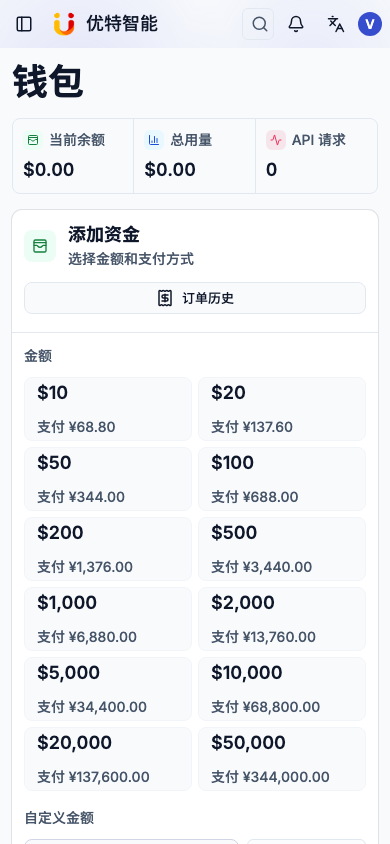 优特智能
V
钱包
当前余额
$0.00
总用量
$0.00
API 请求
0
添加资金
选择金额和支付方式
订单历史
金额
$10
支付 ¥68.80
$20
支付 ¥137.60
$50
支付 ¥344.00
$100
支付 ¥688.00
$200
支付 ¥1,376.00
$500
支付 ¥3,440.00
$1,000
支付 ¥6,880.00
$2,000
支付 ¥13,760.00
$5,000
支付 ¥34,400.00
$10,000
支付 ¥68,800.00
$20,000
支付 ¥137,600.00
$50,000
支付 ¥344,000.00
自定义金额